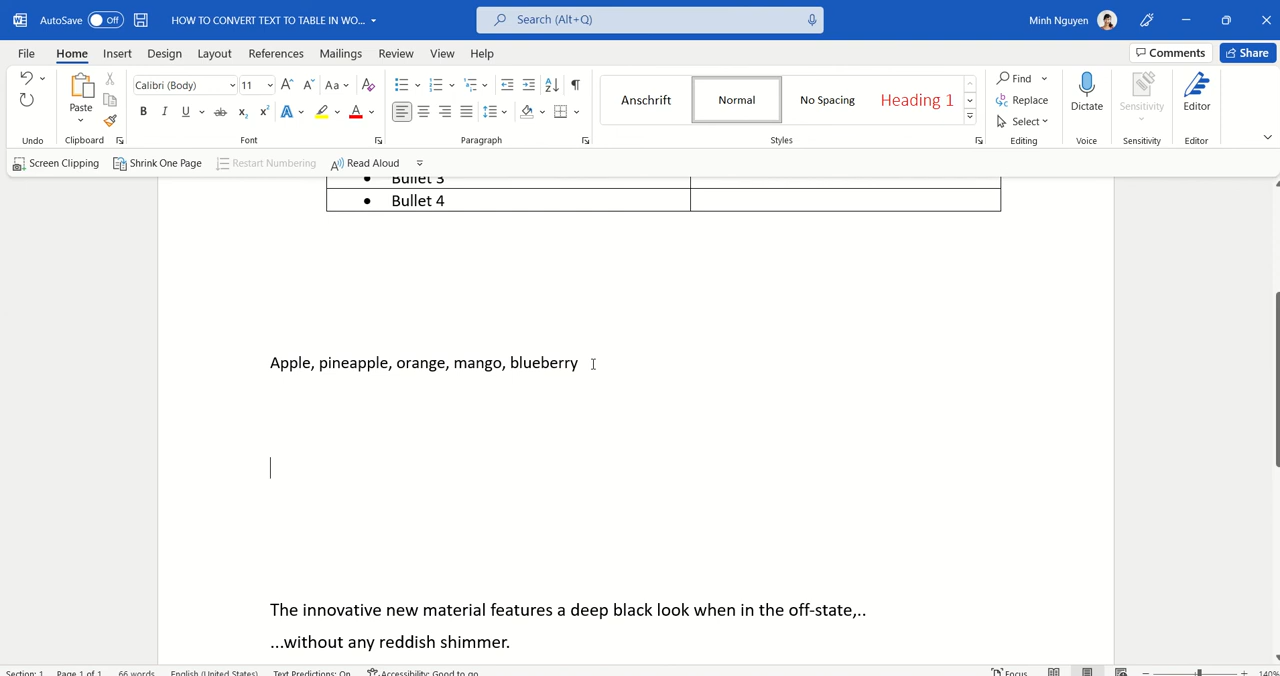 AutoSave Off HOW TO CONVERT TEXT TO TABLE IN WO... Search (Alt+Q) Minh Nguyen
File Home Insert Design Layout References Mailings Review View Help Comments Share
Calibri (Body) 11 Aa Find
Paste Anschrift Normal No Spacing Heading 1 Replace Dictate Sensitivity Editor
B I U ab x₂ x² A A Select
Undo Clipboard Font Paragraph Styles Editing Voice Sensitivity Editor
Screen Clipping Shrink One Page Restart Numbering Read Aloud
• Bullet 3
• Bullet 4
Apple, pineapple, orange, mango, blueberry
The innovative new material features a deep black look when in the off-state,..
...without any reddish shimmer.
Section: 1 Page 1 of 1 66 words English (United States) Text Predictions: On Accessibility: Good to go Focus 140%